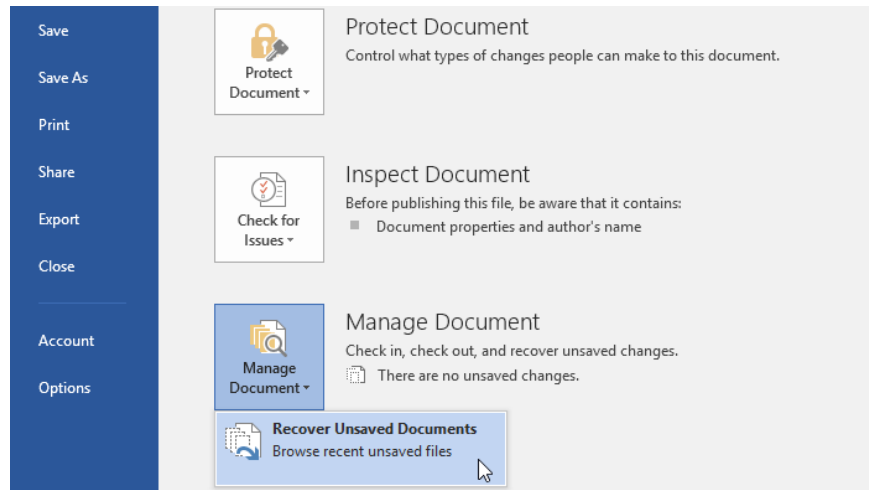 Save
Save As
Print
Share
Export
Close
Account
Options
Protect
Document
Protect Document
Control what types of changes people can make to this document.
Check for
Issues
Inspect Document
Before publishing this file, be aware that it contains:
Document properties and author's name
Manage
Document
Manage Document
Check in, check out, and recover unsaved changes.
There are no unsaved changes.
Recover Unsaved Documents
Browse recent unsaved files